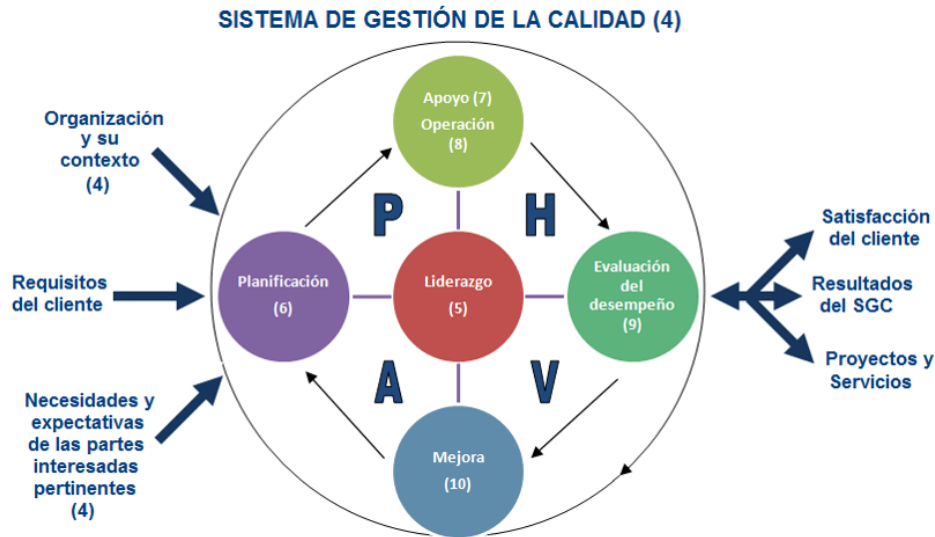 SISTEMA DE GESTIÓN DE LA CALIDAD (4)
Organización
y su
contexto
(4)
Requisitos
del cliente
Necesidades y
expectativas
de las partes
interesadas
pertinentes
(4)
Apoyo (7)
Operación
(8)
P
H
Planificación
(6)
Liderazgo
(5)
Evaluación
del
desempeño
(9)
A
V
Mejora
(10)
Satisfacción
del cliente
Resultados
del SGC
Proyectos y
Servicios